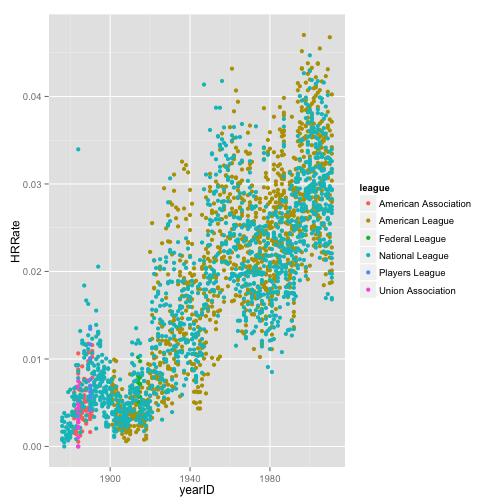 0.04
0.03
0.02
0.01
0.00
HRRate
1900
1940
1980
yearID
league
American Association
American League
Federal League
National League
Players League
Union Association